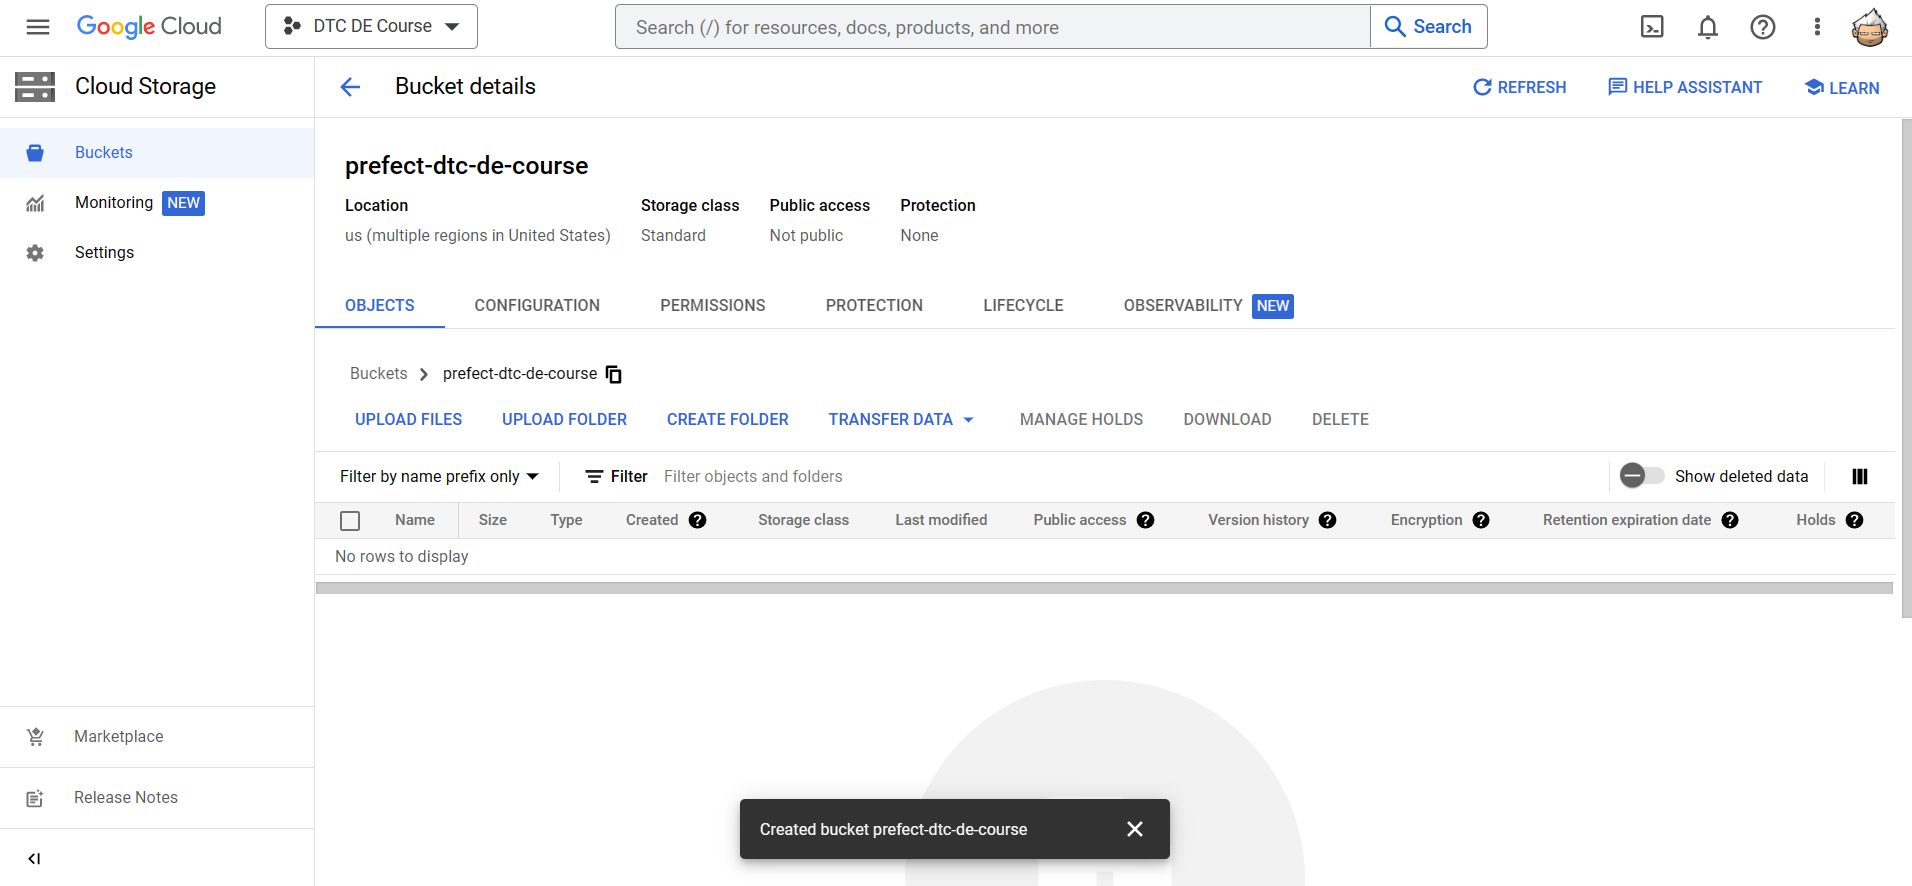 Google Cloud DTC DE Course Search (/) for resources, docs, products, and more Search
Cloud Storage
Buckets
Monitoring NEW
Settings
Marketplace
Release Notes
Bucket details REFRESH HELP ASSISTANT LEARN
prefect-dtc-de-course
Location Storage class Public access Protection
us (multiple regions in United States) Standard Not public None
OBJECTS CONFIGURATION PERMISSIONS PROTECTION LIFECYCLE OBSERVABILITY NEW
Buckets prefect-dtc-de-course
UPLOAD FILES UPLOAD FOLDER CREATE FOLDER TRANSFER DATA MANAGE HOLDS DOWNLOAD DELETE
Filter by name prefix only Filter Filter objects and folders Show deleted data
Name Size Type Created Storage class Last modified Public access Version history Encryption Retention expiration date Holds
No rows to display
Created bucket prefect-dtc-de-course